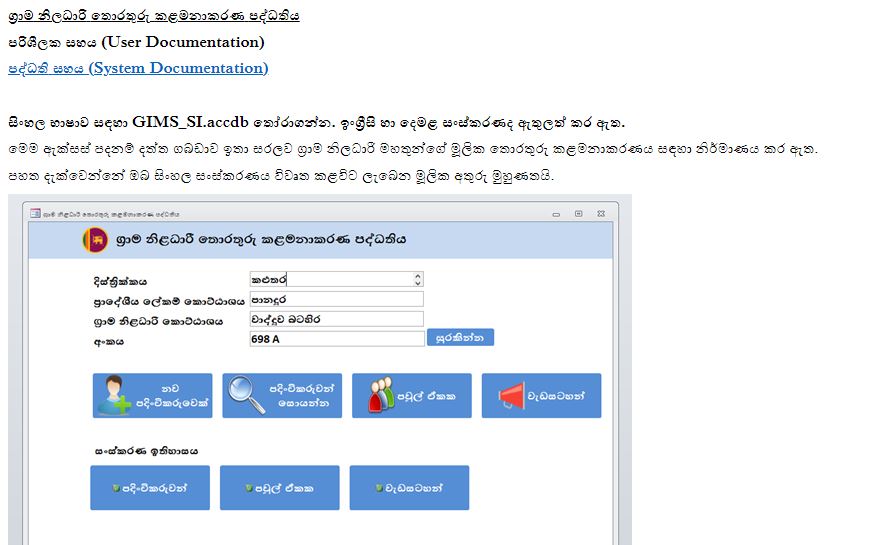 ග්‍රාම නිලධාරී තොරතුරු කළමනාකරණ පද්ධතිය
පරිශීලක සහය (User Documentation)
පද්ධති සහය (System Documentation)
සිංහල භාෂාව සඳහා GIMS_SI.accdb තෝරාගන්න. ඉංග්‍රීසි හා දෙමළ සංස්කරණද ඇතුලත් කර ඇත.
මෙම ඇක්සස් පදනම් දත්ත ගබඩාව ඉතා සරලව ග්‍රාම නිලධාරි මහතුන්ගේ මූලික තොරතුරු කළමනාකරණය සඳහා නිර්මාණය කර ඇත.
පහත දැක්වෙන්නේ ඔබ සිංහල සංස්කරණය විවෘත කළවිට ලැබෙන මූලික අතුරු මුහුණතයි.
ග්‍රාම නිළධාරී තොරතුරු කළමනාකරණ පද්ධතිය
ග්‍රාම නිළධාරී තොරතුරු කළමනාකරණ පද්ධතිය
දිස්ත්‍රික්කය කළුතර
ප්‍රාදේශීය ලේකම් කොට්ඨාශය පානදුර
ග්‍රාම නිළධාරී කොට්ඨාශය වාද්දුව බටහිර
අංකය 698 A සුරකින්න
නව පදිංචිකරුවෙක්
පදිංචිකරුවන් සොයන්න
පවුල් ඒකක
වැඩසටහන්
සංස්කරණ ඉතිහාසය
පදිංචිකරුවන්
පවුල් ඒකක
වැඩසටහන්